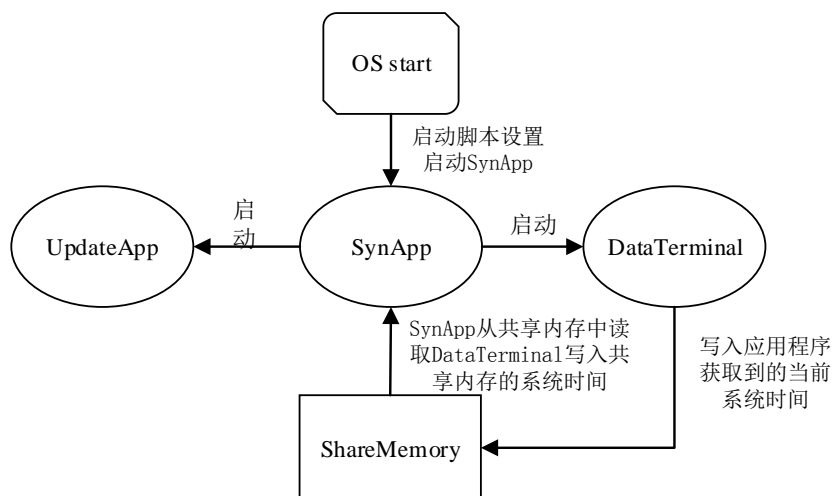 OS start
启动脚本设置
启动SynApp
启
动
启动
UpdateApp
SynApp
DataTerminal
SynApp从共享内存中读
取DataTerminal写入共
享内存的系统时间
写入应用程序
获取到的当前
系统时间
ShareMemory